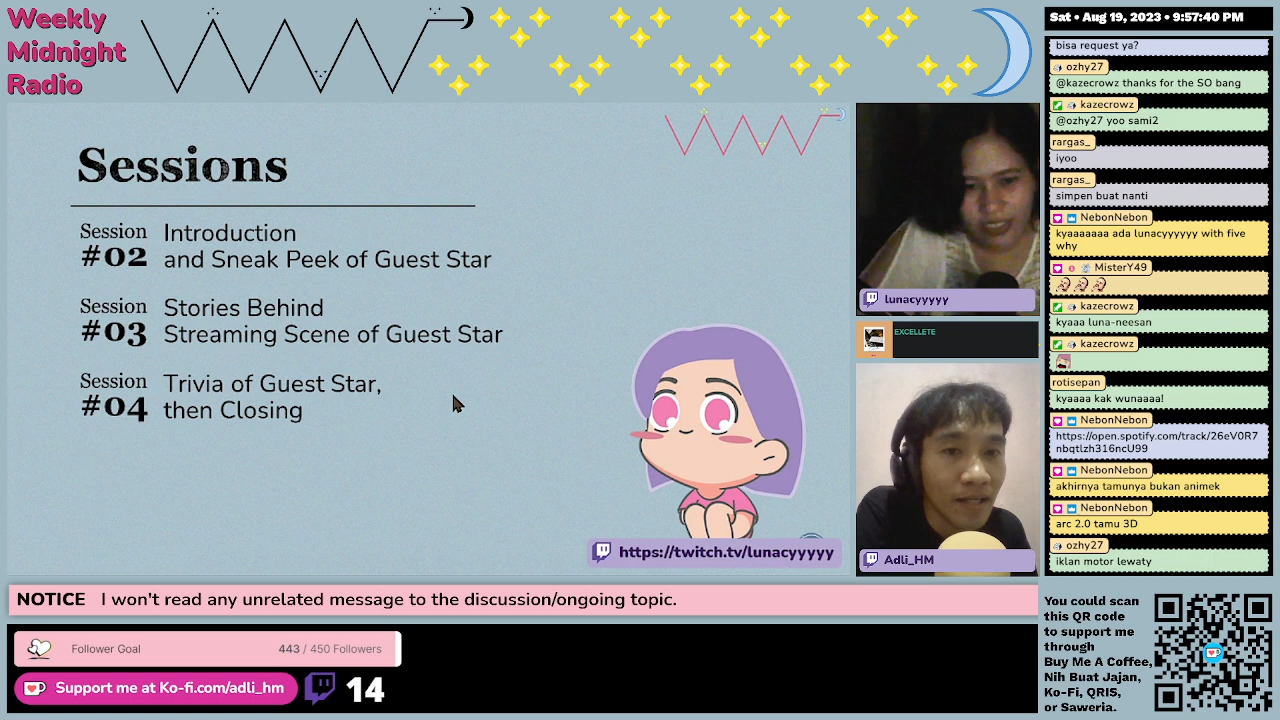 Weekly
Midnight
Radio
Sessions
Session
#02
Introduction
and Sneak Peek of Guest Star
Session
#03
Stories Behind
Streaming Scene of Guest Star
Session
#04
Trivia of Guest Star,
then Closing
https://twitch.tv/lunacyyyyy
lunacyyyyy
EXCELLETE
Adli_HM
Sat • Aug 19, 2023 • 9:57:40 PM
bisa request ya?
ozhy27
@kazecrowz thanks for the SO bang
kazecrowz
@ozhy27 yoo sami2
rargas_
iyoo
rargas_
simpen buat nanti
NebonNebon
kyaaaaaaa ada lunacyyyyyy with five
why
MisterY49
kazecrowz
kyaaa luna-neesan
kazecrowz
rotisepan
kyaaaa kak wunaaaa!
NebonNebon
https://open.spotify.com/track/26eV0R7
nbqtlzh316ncU99
NebonNebon
akhirnya tamunya bukan animek
NebonNebon
arc 2.0 tamu 3D
ozhy27
iklan motor lewaty
NOTICE I won't read any unrelated message to the discussion/ongoing topic.
Follower Goal
443 / 450 Followers
Support me at Ko-fi.com/adli_hm
14
You could scan
this QR code
to support me
through
Buy Me A Coffee,
Nih Buat Jajan,
Ko-Fi, QRIS,
or Saweria.